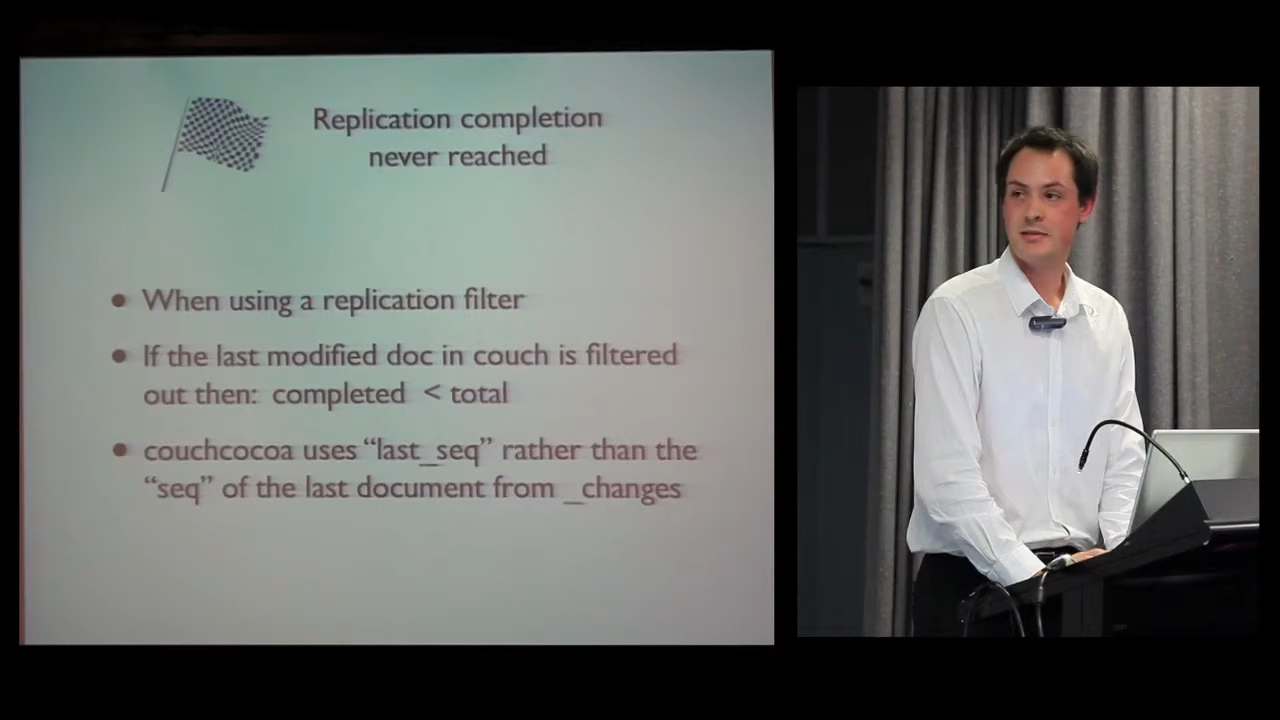 Replication completion
never reached
• When using a replication filter
• If the last modified doc in couch is filtered
out then: completed < total
• couchcocoa uses “last_seq” rather than the
“seq” of the last document from _changes